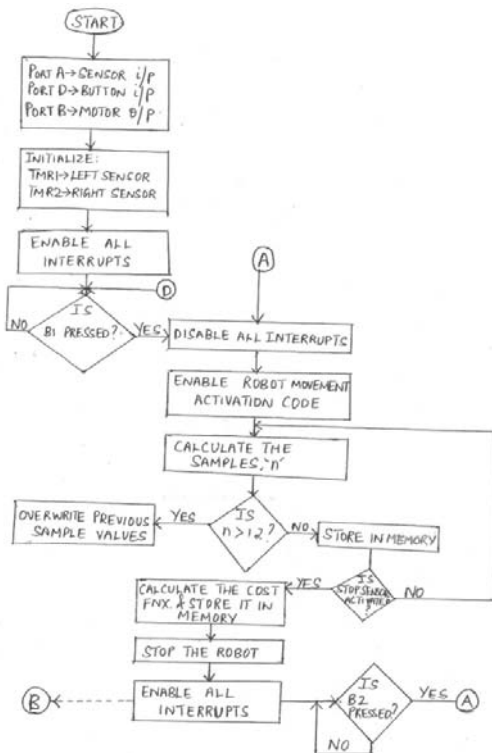 START
PORT A→SENSOR i/p
PORT D→BUTTON i/p
PORT B→MOTOR o/p
INITIALIZE:
TMR1→LEFT SENSOR
TMR2→RIGHT SENSOR
ENABLE ALL
INTERRUPTS
D
A
IS
B1 PRESSED?
NO
YES
DISABLE ALL INTERRUPTS
ENABLE ROBOT MOVEMENT
ACTIVATION CODE
CALCULATE THE
SAMPLES, 'n'
IS
n>12?
YES
NO
OVERWRITE PREVIOUS
SAMPLE VALUES
STORE IN MEMORY
IS
STOP SENSOR
ACTIVATED
?
YES
NO
CALCULATE THE COST
FNX. & STORE IT IN
MEMORY
STOP THE ROBOT
B
ENABLE ALL
INTERRUPTS
IS
B2
PRESSED?
YES
A
NO